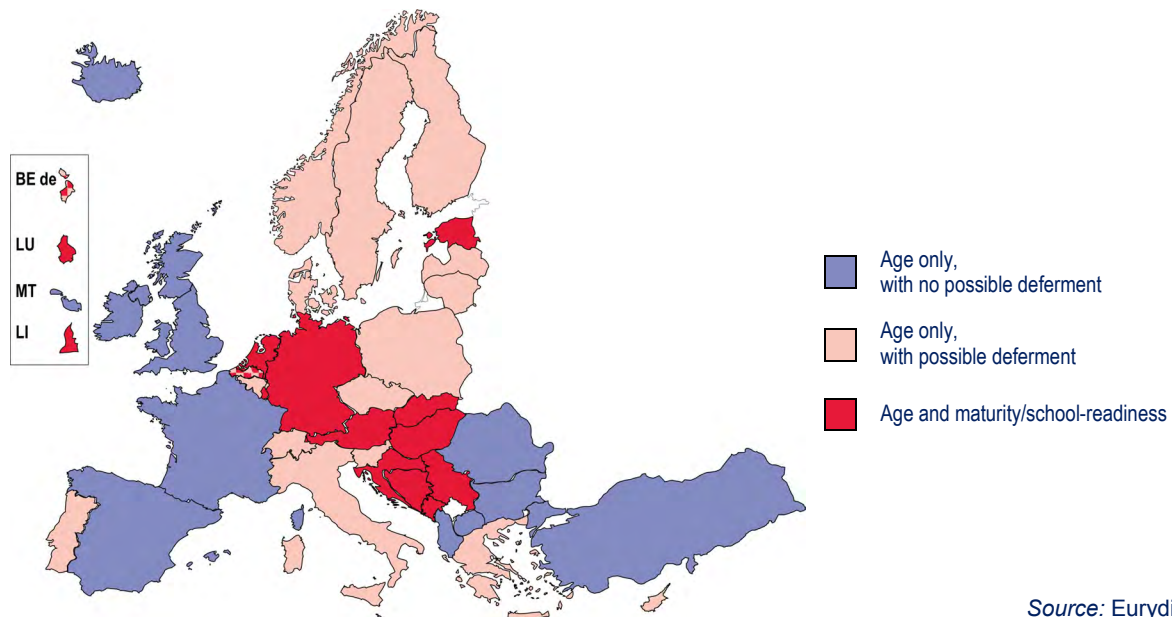 BE de
LU
MT
LI
Age only,
with no possible deferment
Age only,
with possible deferment
Age and maturity/school-readiness
Source: Eurydi